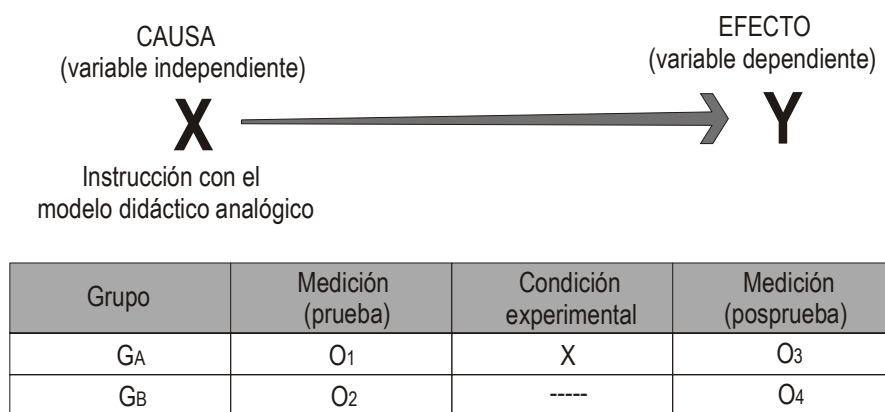 CAUSA
(variable independiente)
EFECTO
(variable dependiente)
X
Y
Instrucción con el
modelo didáctico analógico
Grupo
Medición
(prueba)
Condición
experimental
Medición
(posprueba)
GA O1 X O3
GB O2 ----- O4